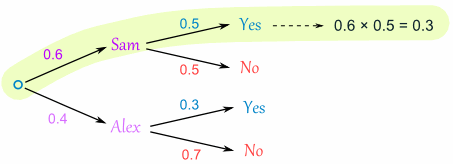 0.5 Yes 0.6 × 0.5 = 0.3
0.6 Sam
0.5 No
0.3 Yes
0.4 Alex
0.7 No